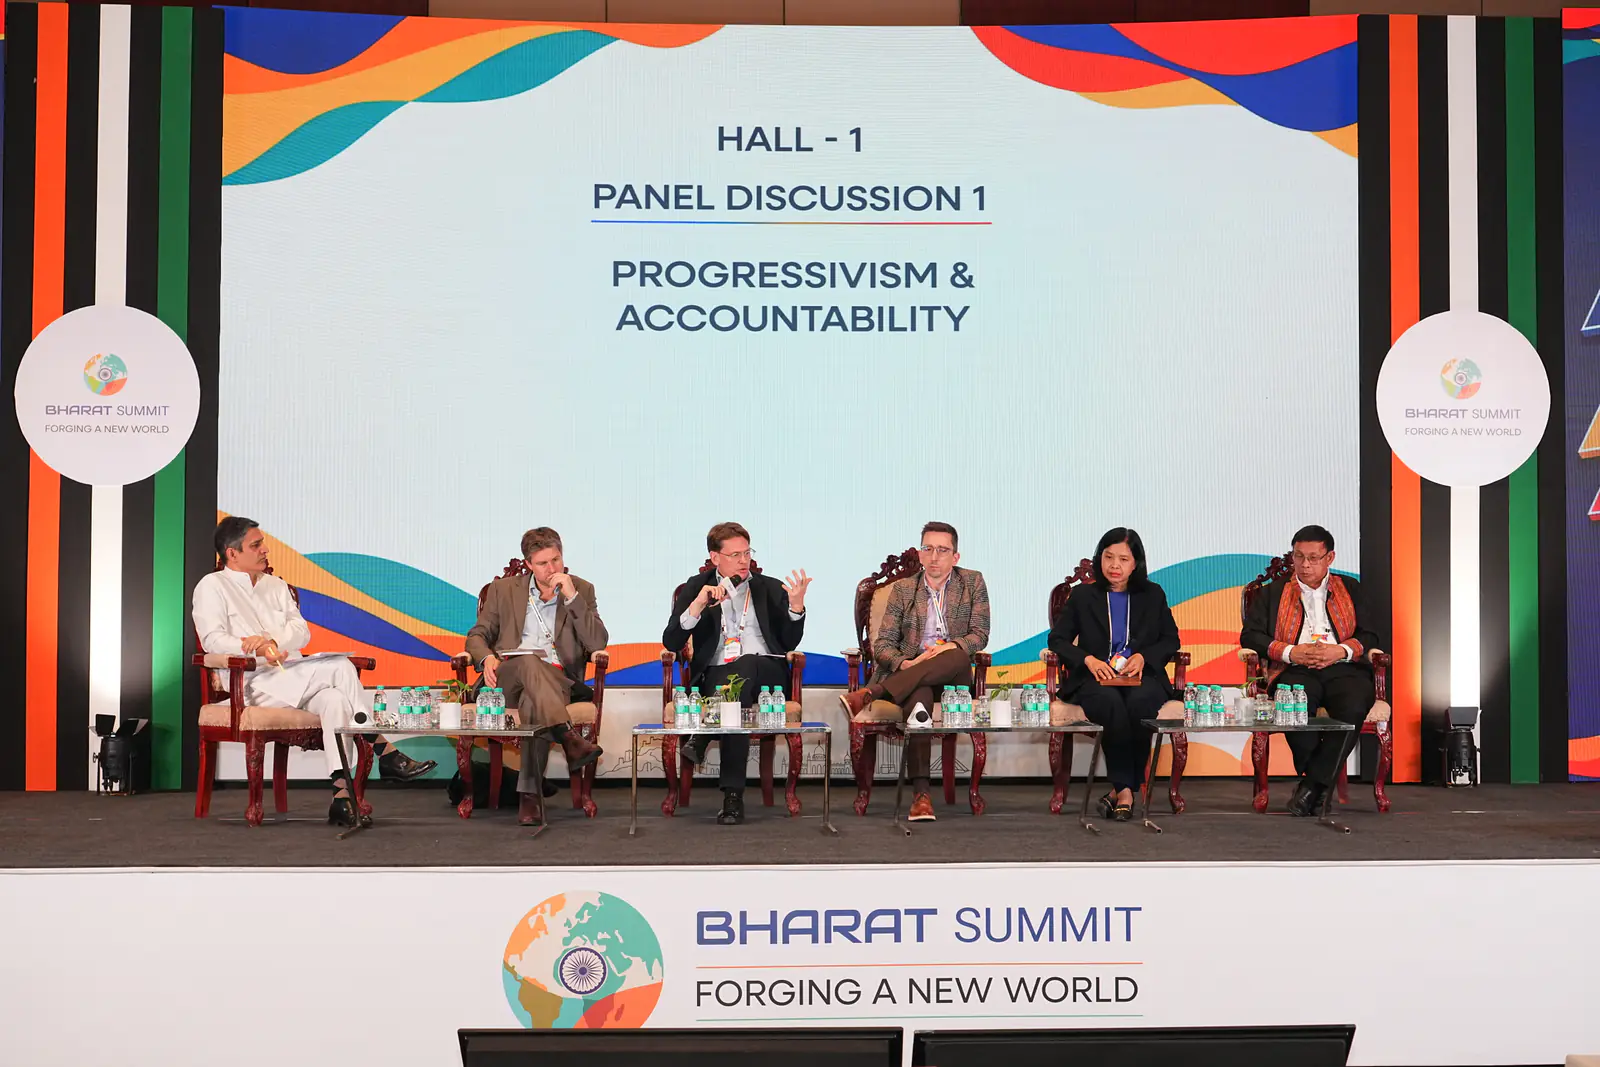 HALL - 1
PANEL DISCUSSION 1
PROGRESSIVISM &
ACCOUNTABILITY
BHARAT SUMMIT
FORGING A NEW WORLD
BHARAT SUMMIT
FORGING A NEW WORLD
BHARAT SUMMIT
FORGING A NEW WORLD